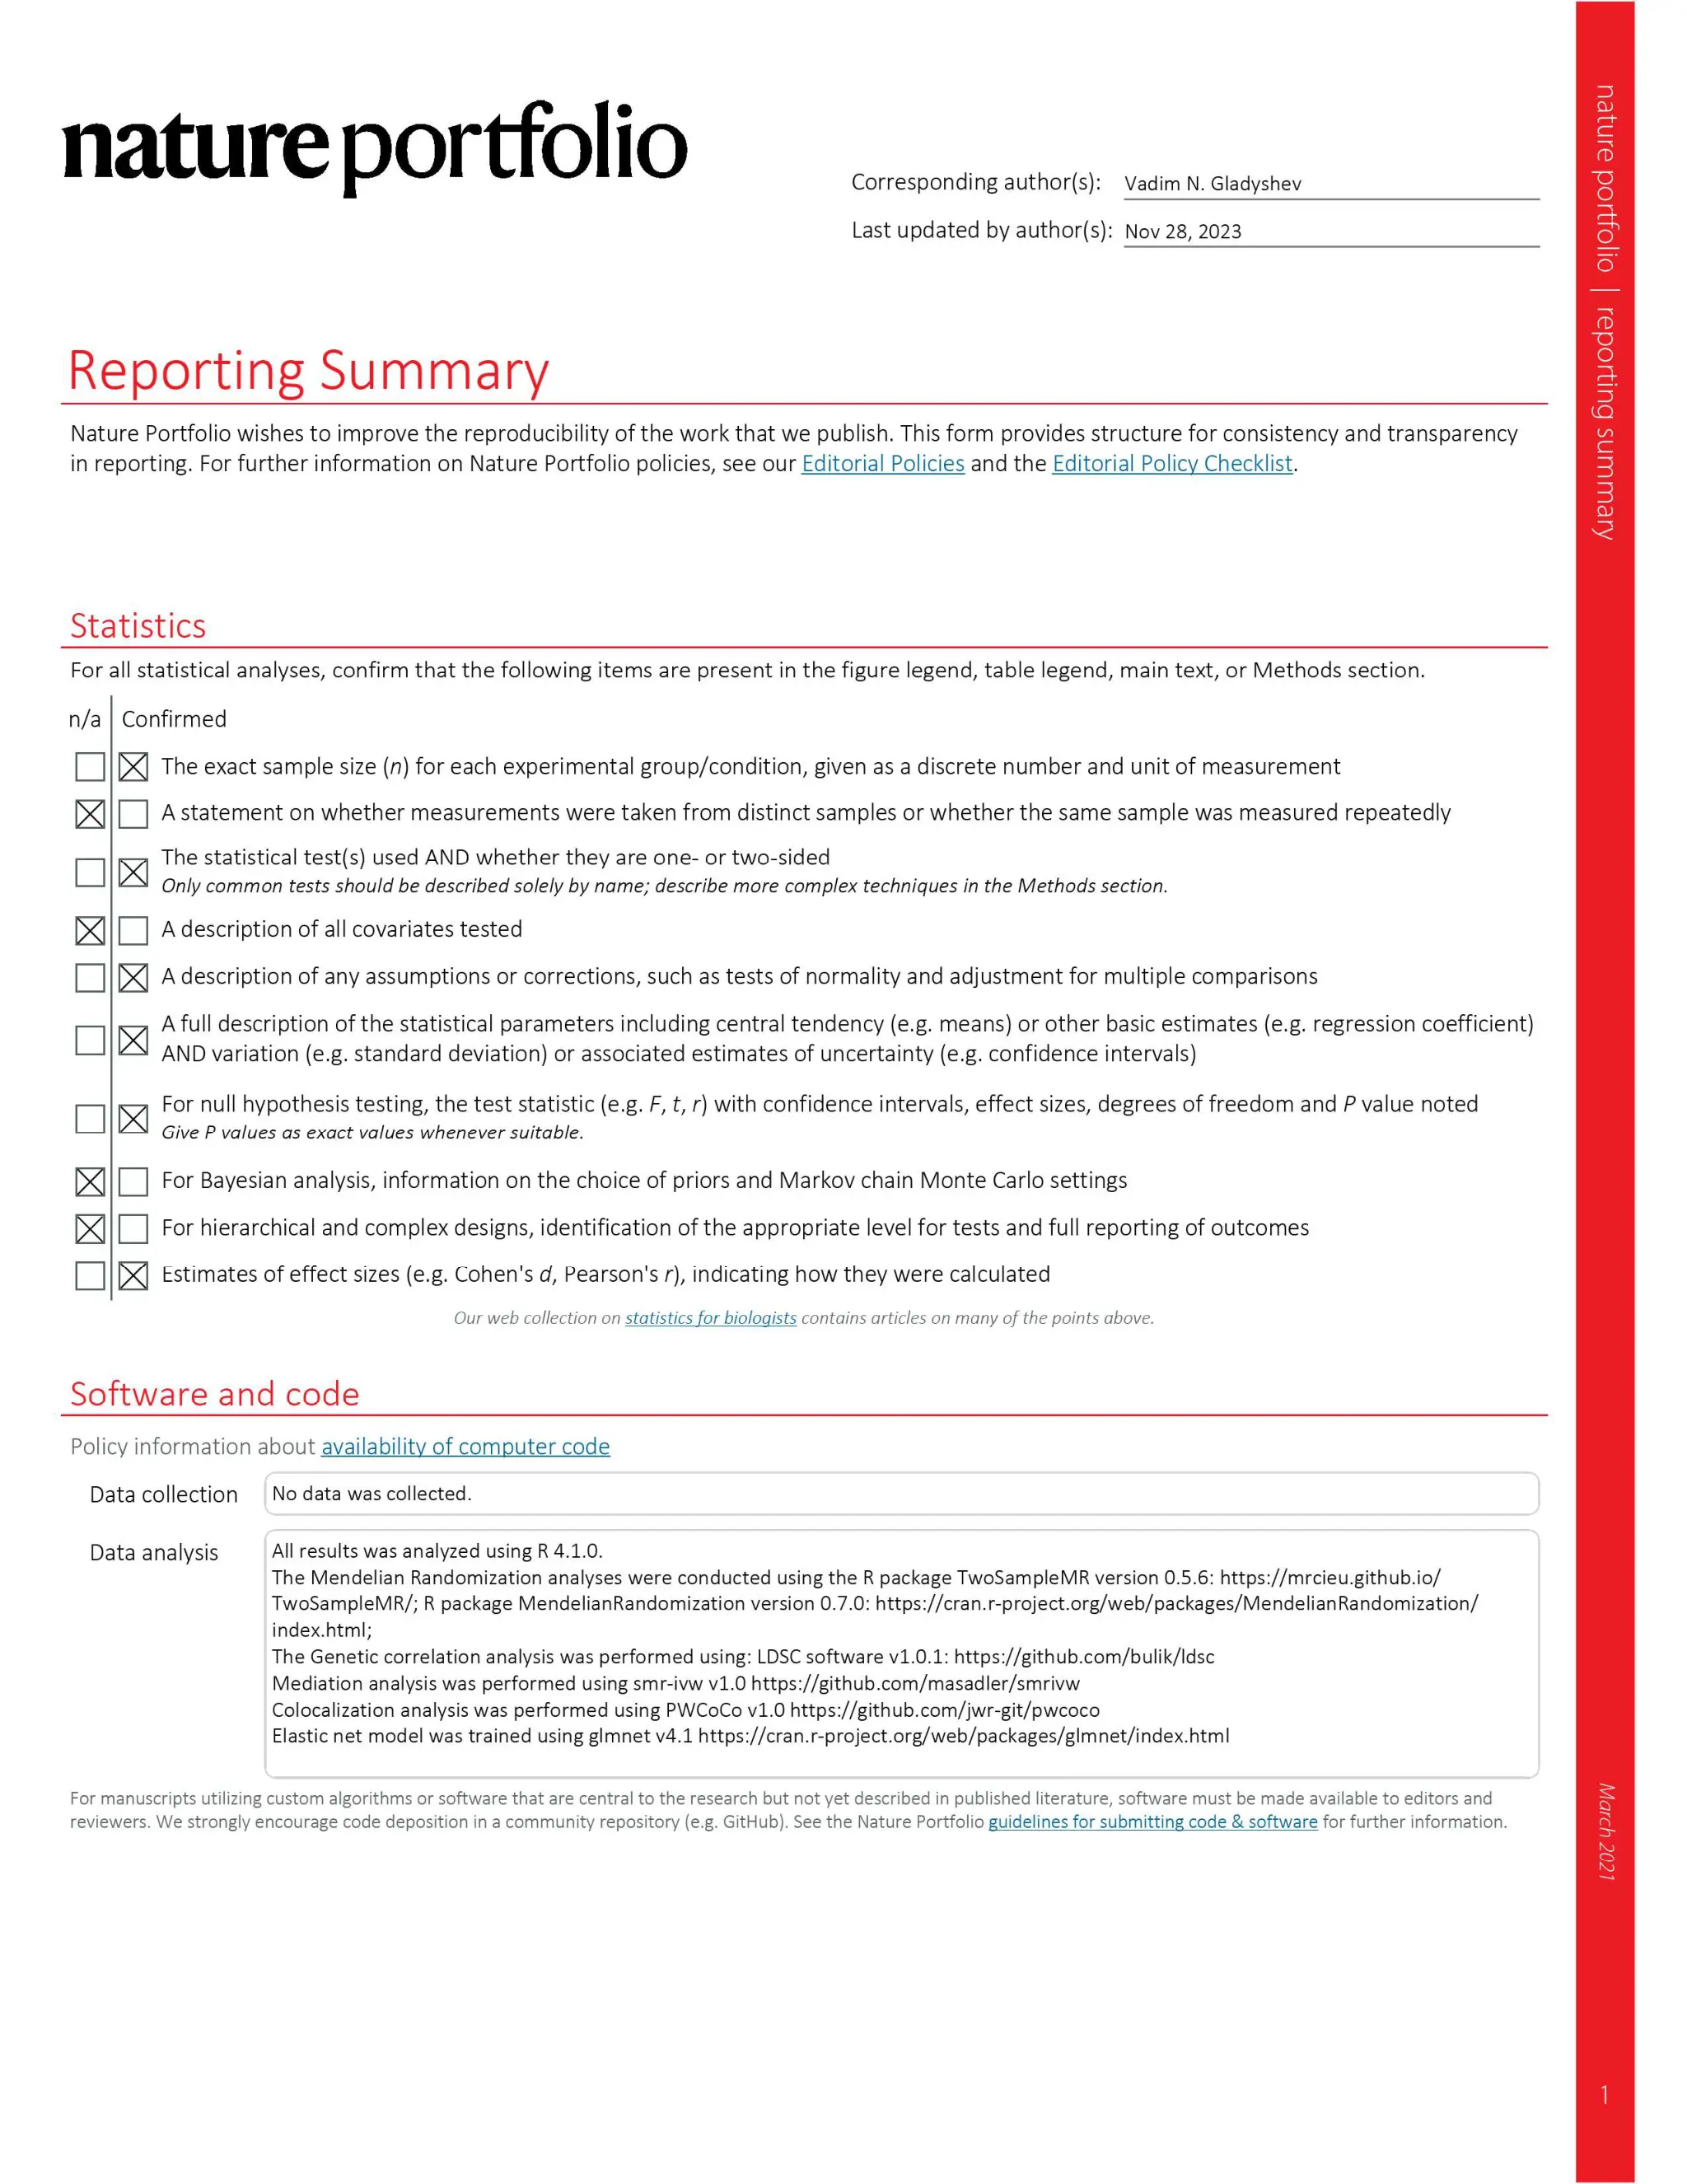 nature portfolio
Corresponding author(s): Vadim N. Gladyshev
Last updated by author(s): Nov 28, 2023
Reporting Summary
Nature Portfolio wishes to improve the reproducibility of the work that we publish. This form provides structure for consistency and transparency
in reporting. For further information on Nature Portfolio policies, see our Editorial Policies and the Editorial Policy Checklist.
Statistics
For all statistical analyses, confirm that the following items are present in the figure legend, table legend, main text, or Methods section.
n/a Confirmed
The exact sample size (n) for each experimental group/condition, given as a discrete number and unit of measurement
A statement on whether measurements were taken from distinct samples or whether the same sample was measured repeatedly
The statistical test(s) used AND whether they are one- or two-sided
Only common tests should be described solely by name; describe more complex techniques in the Methods section.
A description of all covariates tested
A description of any assumptions or corrections, such as tests of normality and adjustment for multiple comparisons
A full description of the statistical parameters including central tendency (e.g. means) or other basic estimates (e.g. regression coefficient)
AND variation (e.g. standard deviation) or associated estimates of uncertainty (e.g. confidence intervals)
For null hypothesis testing, the test statistic (e.g. F, t, r) with confidence intervals, effect sizes, degrees of freedom and P value noted
Give P values as exact values whenever suitable.
For Bayesian analysis, information on the choice of priors and Markov chain Monte Carlo settings
For hierarchical and complex designs, identification of the appropriate level for tests and full reporting of outcomes
Estimates of effect sizes (e.g. Cohen's d, Pearson's r), indicating how they were calculated
Our web collection on statistics for biologists contains articles on many of the points above.
Software and code
Policy information about availability of computer code
Data collection No data was collected.
Data analysis All results was analyzed using R 4.1.0.
The Mendelian Randomization analyses were conducted using the R package TwoSampleMR version 0.5.6: https://mrcieu.github.io/
TwoSampleMR/; R package MendelianRandomization version 0.7.0: https://cran.r-project.org/web/packages/MendelianRandomization/
index.html;
The Genetic correlation analysis was performed using: LDSC software v1.0.1: https://github.com/bulik/ldsc
Mediation analysis was performed using smr-ivw v1.0 https://github.com/masadler/smrivw
Colocalization analysis was performed using PWCoCo v1.0 https://github.com/jwr-git/pwcoco
Elastic net model was trained using glmnet v4.1 https://cran.r-project.org/web/packages/glmnet/index.html
For manuscripts utilizing custom algorithms or software that are central to the research but not yet described in published literature, software must be made available to editors and
reviewers. We strongly encourage code deposition in a community repository (e.g. GitHub). See the Nature Portfolio guidelines for submitting code & software for further information.
nature portfolio | reporting summary
March 2021
1